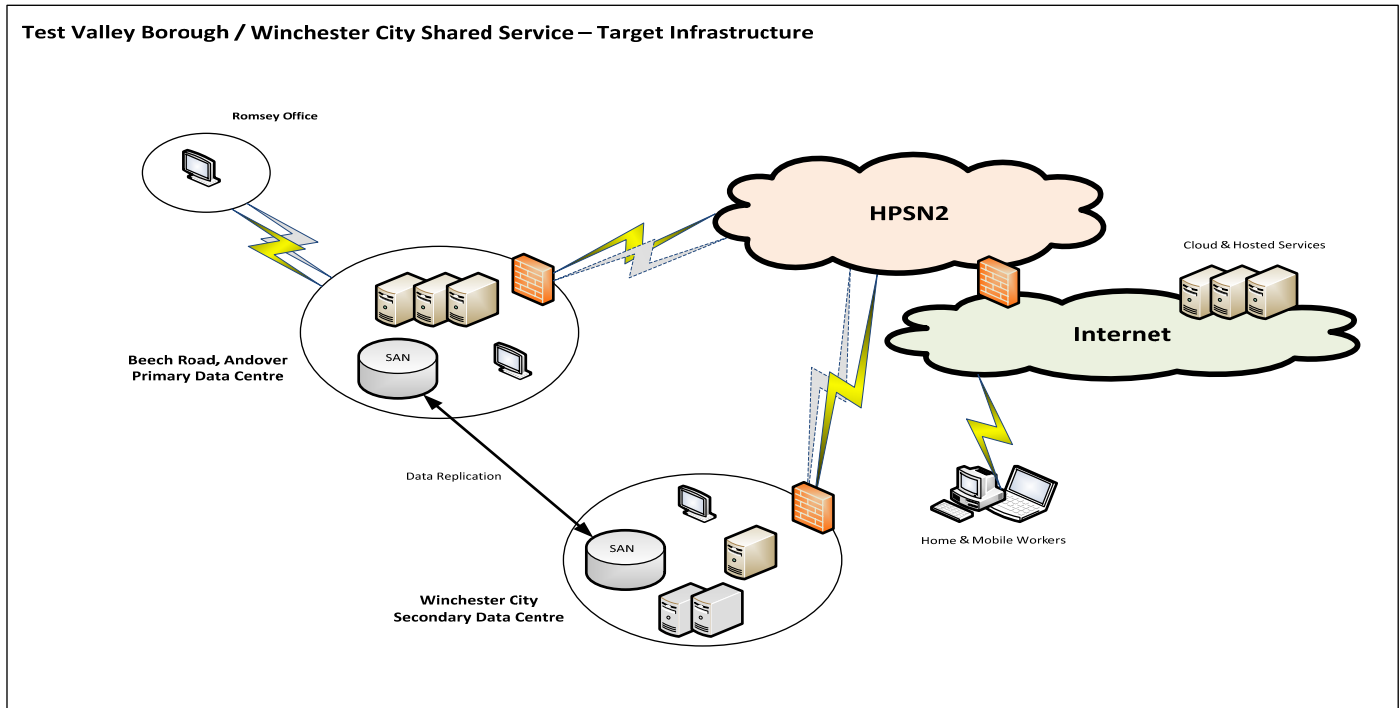 Test Valley Borough / Winchester City Shared Service – Target Infrastructure
Romsey Office
HPSN2
Cloud & Hosted Services
Internet
Beech Road, Andover
Primary Data Centre
SAN
Data Replication
Home & Mobile Workers
SAN
Winchester City
Secondary Data Centre